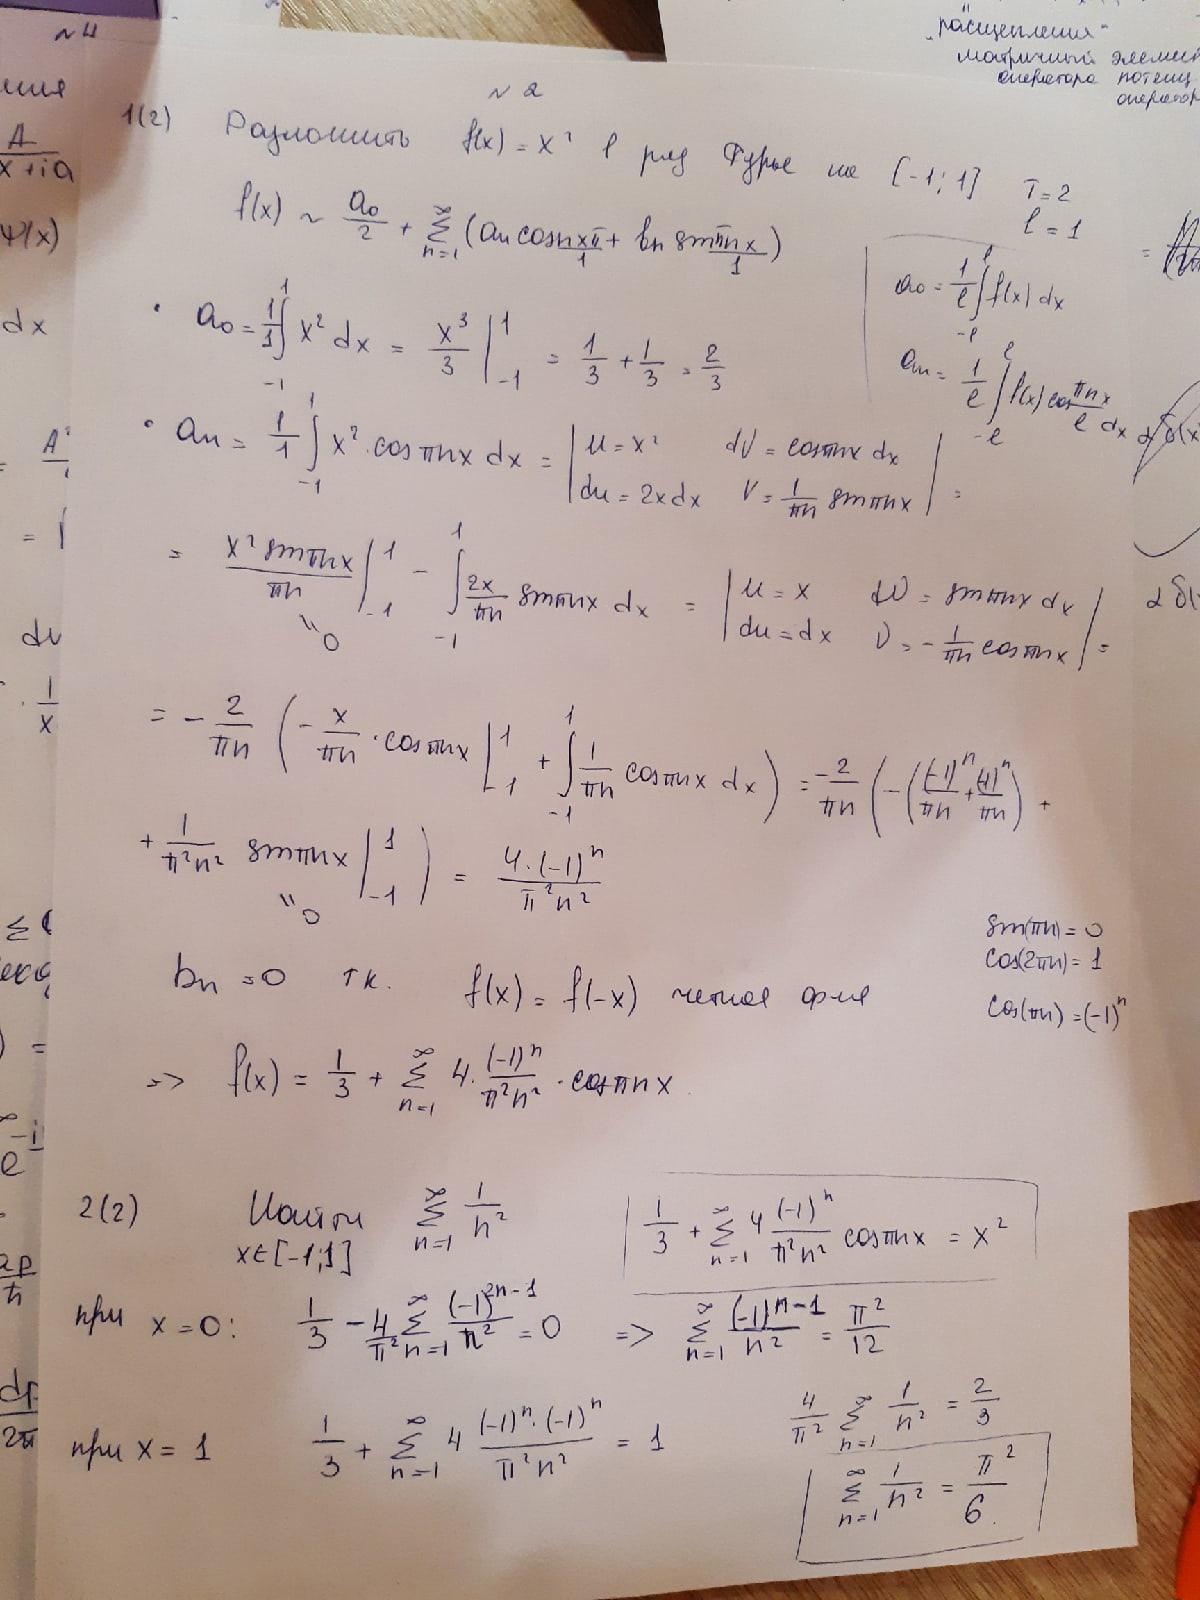 N 4
"расщепления"
матричный элемент
оператора потенц
оператор
N 2
1(2) Разложить f(x) = x² в ряд Фурье на [-1; 1] T = 2
l = 1
f(x) ~ a₀/2 + Σ_{n=1}^{∞} (an cos nxπ/1 + bn sin πnx/1)
a₀ = 1/l ∫_{-l}^{l} f(x) dx
an = 1/l ∫_{-l}^{l} f(x) cos πnx/l dx
• a₀ = 1/1 ∫_{-1}^{1} x² dx = x³/3 |_{-1}^{1} = 1/3 + 1/3 = 2/3
• an = 1/1 ∫_{-1}^{1} x² · cos πnx dx = | u = x² dV = cos πnx dx
du = 2x dx V = 1/πn sin πnx | =
= x² sin πnx/πn |_{-1}^{1} - ∫_{-1}^{1} 2x/πn sin πnx dx = | u = x dV = sin πnx dx
" 0 du = dx V = - 1/πn cos πnx | =
= - 2/πn ( - x/πn · cos πnx |_{-1}^{1} + ∫_{-1}^{1} 1/πn cos πnx dx ) = -2/πn ( - ( (-1)ⁿ/πn + (-1)ⁿ/πn ) +
+ 1/π²n² sin πnx |_{-1}^{1} ) = 4·(-1)ⁿ/π²n²
" 0
sin(πn) = 0
cos(2πn) = 1
cos(πn) = (-1)ⁿ
bn = 0 т.к. f(x) = f(-x) четная ф-ия
=> f(x) = 1/3 + Σ_{n=1}^{∞} 4 · (-1)ⁿ/π²n² · cos πnx
2(2) Найти Σ_{n=1}^{∞} 1/n²
x∈[-1;1]
1/3 + Σ_{n=1}^{∞} 4 (-1)ⁿ/π²n² cos πnx = x²
при x = 0: 1/3 - 4/π² Σ_{n=1}^{∞} (-1)^{2n-1}/n² = 0 => Σ_{n=1}^{∞} (-1)^{n-1}/n² = π²/12
при x = 1 1/3 + Σ_{n=1}^{∞} 4 (-1)ⁿ·(-1)ⁿ/π²n² = 1
4/π² Σ_{n=1}^{∞} 1/n² = 2/3
Σ_{n=1}^{∞} 1/n² = π²/6.